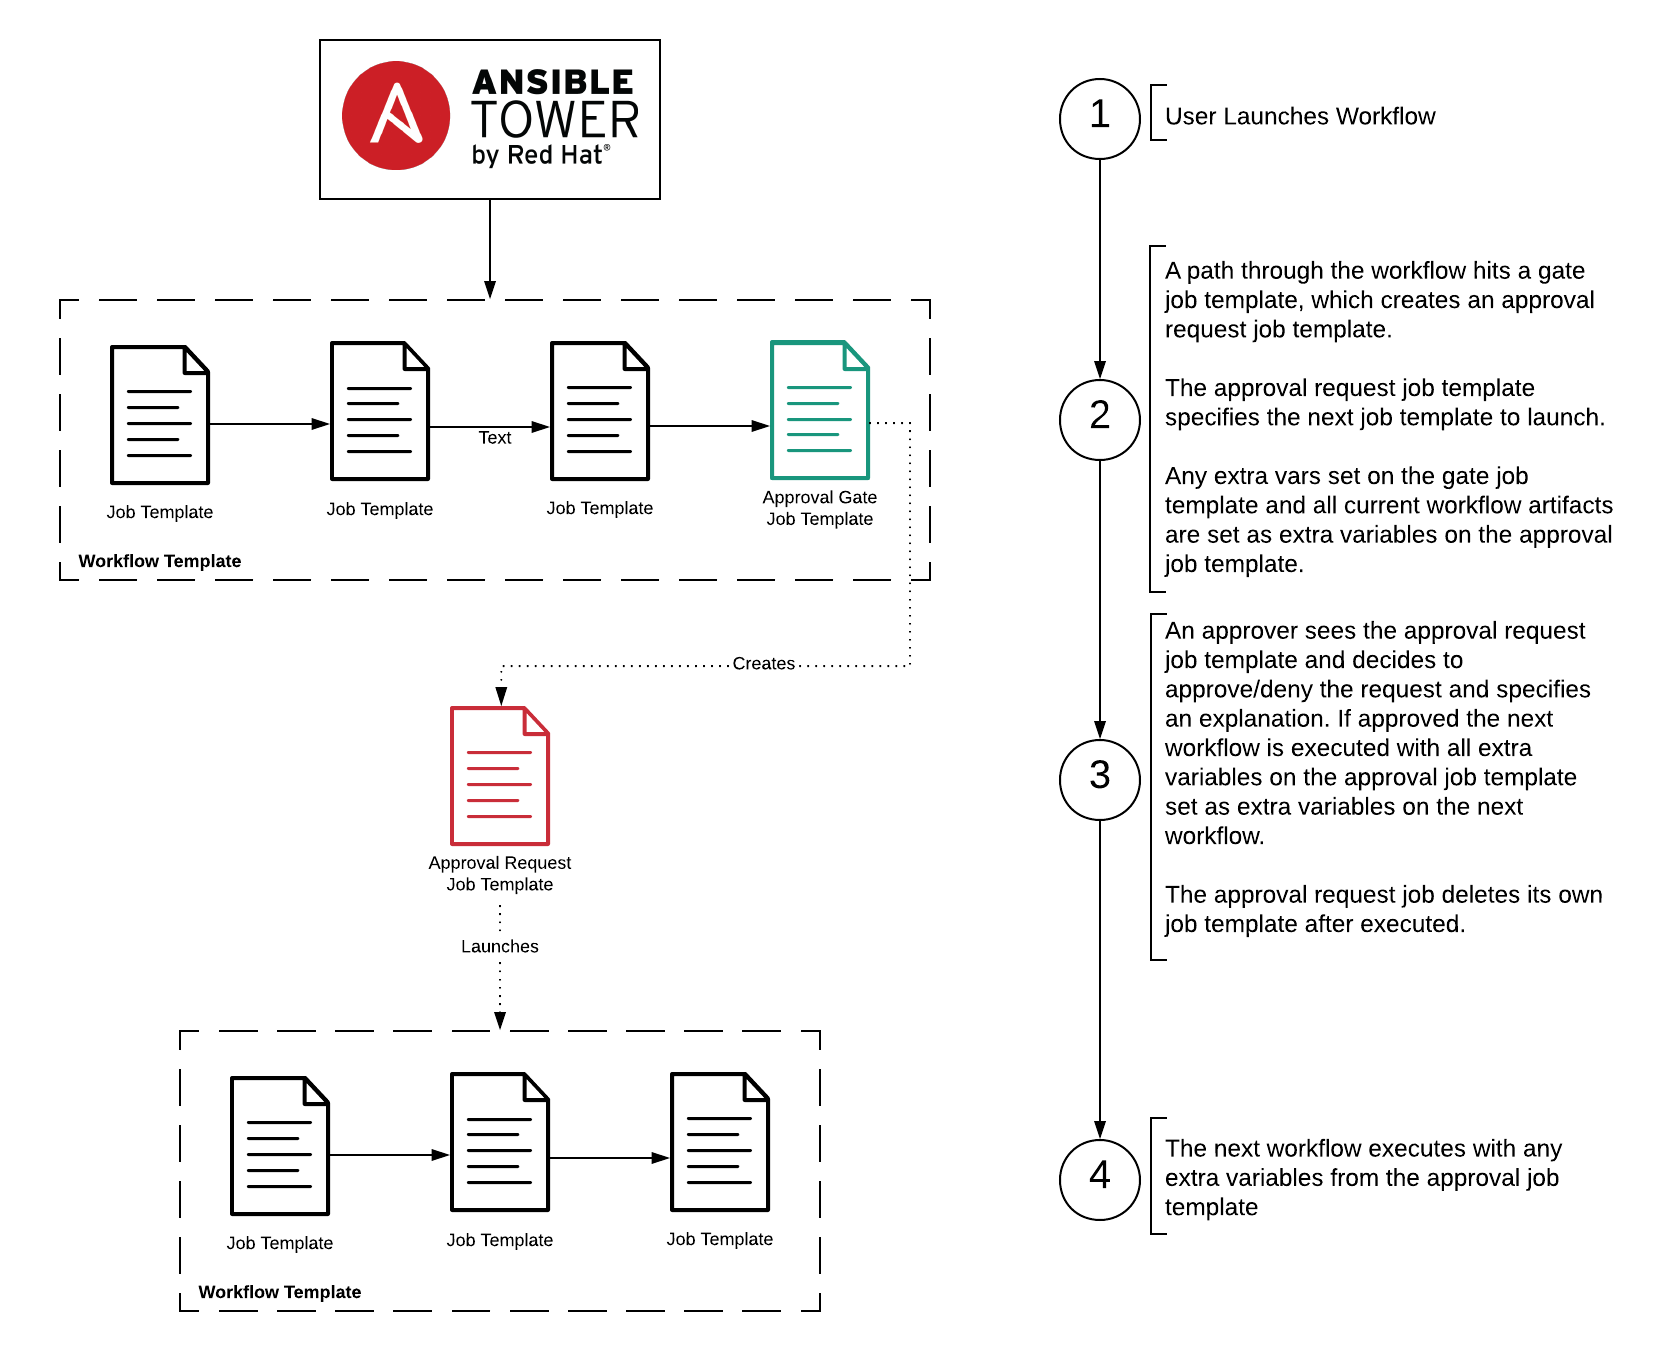 ANSIBLE
TOWER
by Red Hat®
Text
Job Template
Job Template
Job Template
Approval Gate
Job Template
Workflow Template
Creates
Approval Request
Job Template
Launches
Job Template
Job Template
Job Template
Workflow Template
1
User Launches Workflow
2
A path through the workflow hits a gate
job template, which creates an approval
request job template.
The approval request job template
specifies the next job template to launch.
Any extra vars set on the gate job
template and all current workflow artifacts
are set as extra variables on the approval
job template.
3
An approver sees the approval request
job template and decides to
approve/deny the request and specifies
an explanation. If approved the next
workflow is executed with all extra
variables on the approval job template
set as extra variables on the next
workflow.
The approval request job deletes its own
job template after executed.
4
The next workflow executes with any
extra variables from the approval job
template